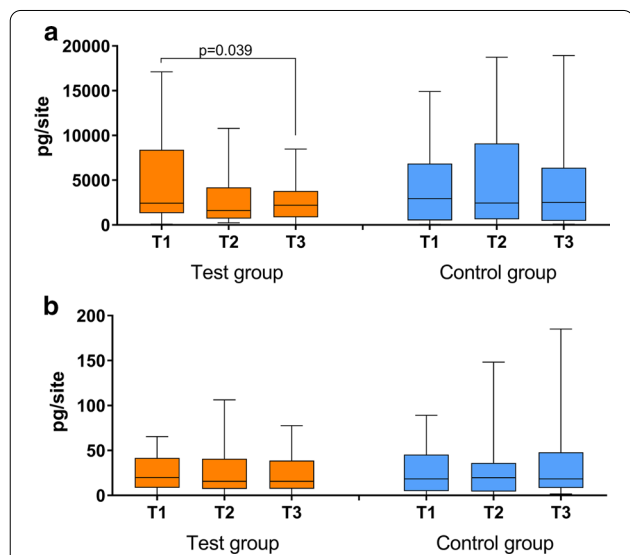 a
p=0.039
20000
15000
10000
5000
0
pg/site
T1 T2 T3 T1 T2 T3
Test group Control group
b
200
150
100
50
0
pg/site
T1 T2 T3 T1 T2 T3
Test group Control group